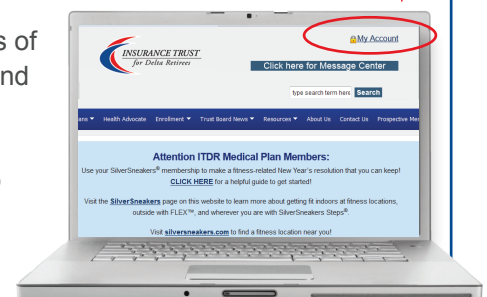 s of
nd
My Account
INSURANCE TRUST
for Delta Retirees
Click here for Message Center
type search term here Search
ans Health Advocate Enrollment Trust Board News Resources About Us Contact Us Prospective Mem
Attention ITDR Medical Plan Members:
Use your SilverSneakers® membership to make a fitness-related New Year's resolution that you can keep!
CLICK HERE for a helpful guide to get started!
Visit the SilverSneakers page on this website to learn more about getting fit indoors at fitness locations,
outside with FLEX™, and wherever you are with SilverSneakers Steps®.
Visit silversneakers.com to find a fitness location near you!